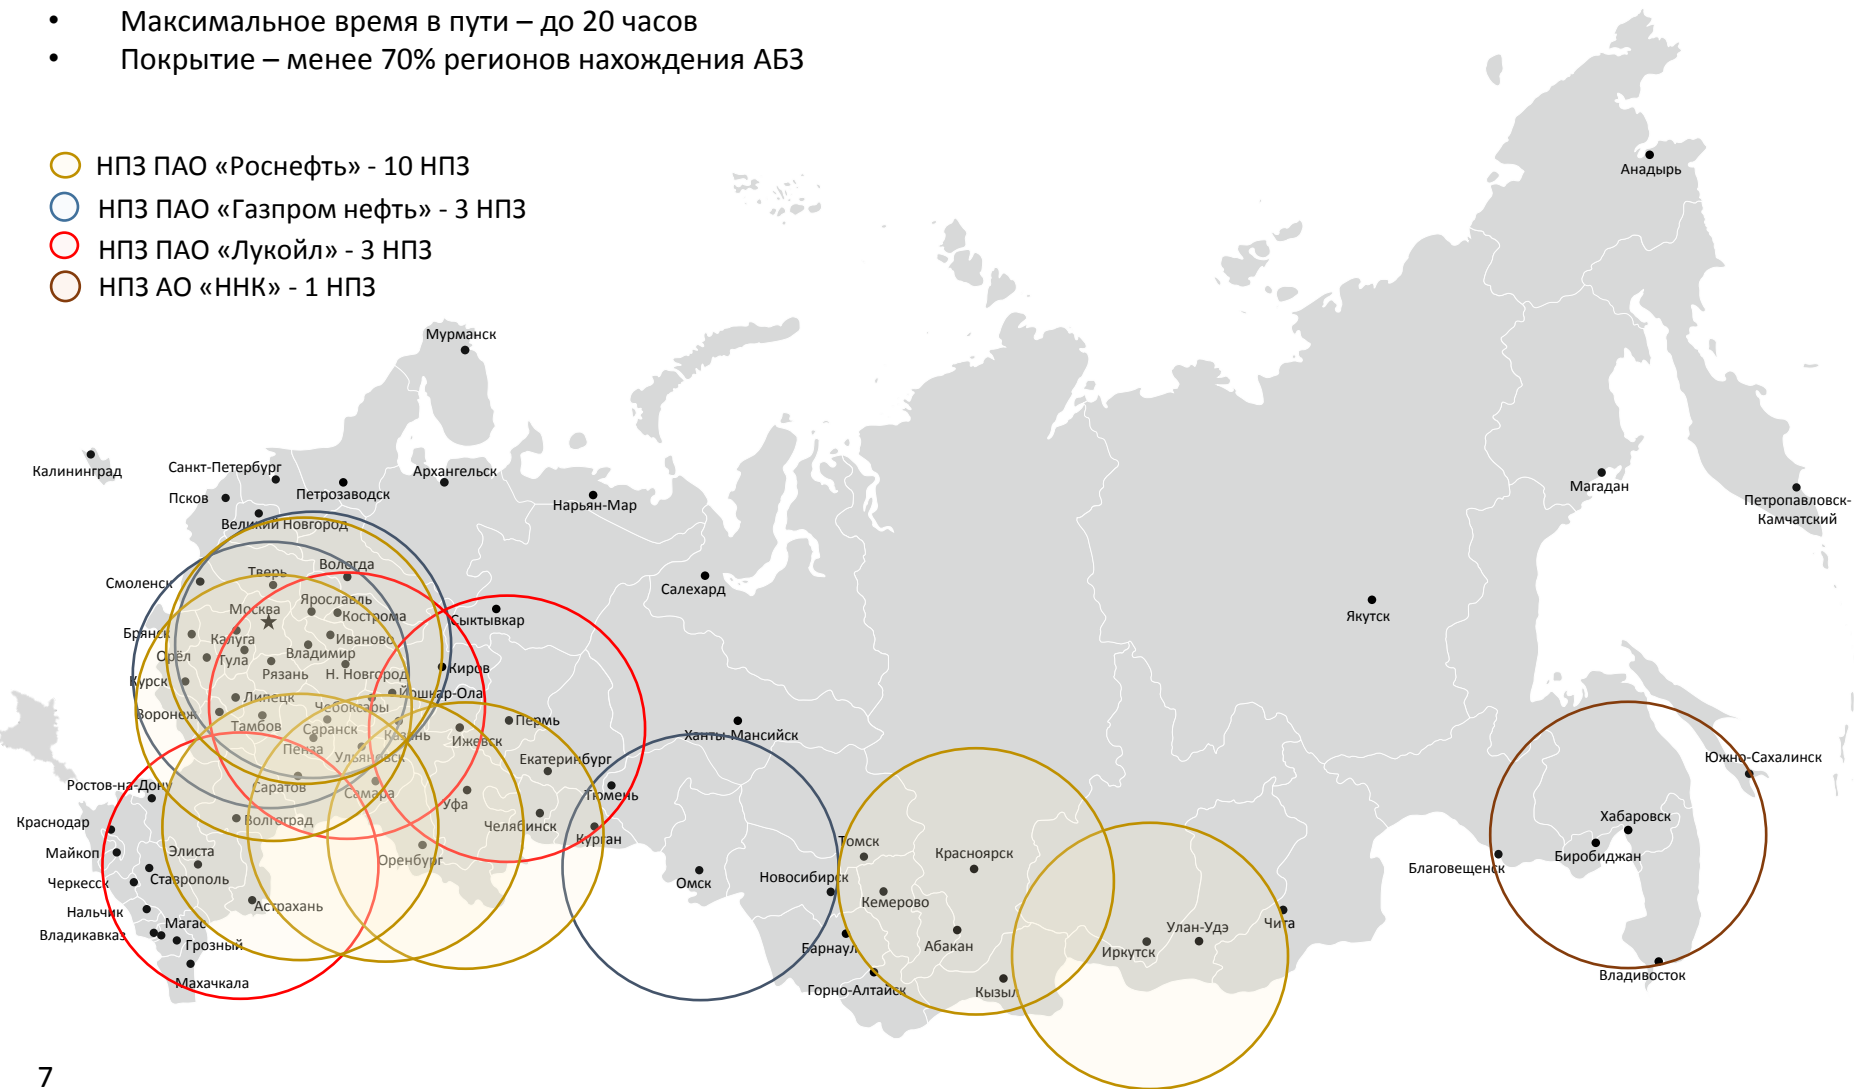 • Максимальное время в пути – до 20 часов
• Покрытие – менее 70% регионов нахождения АБЗ
НПЗ ПАО «Роснефть» - 10 НПЗ
НПЗ ПАО «Газпром нефть» - 3 НПЗ
НПЗ ПАО «Лукойл» - 3 НПЗ
НПЗ АО «ННК» - 1 НПЗ
Анадырь
Мурманск
Калининград
Санкт-Петербург
Архангельск
Псков
Петрозаводск
Нарьян-Мар
Магадан
Петропавловск-
Камчатский
Великий Новгород
Смоленск
Тверь
Вологда
Салехард
Якутск
Москва
Ярославль
Кострома
Сыктывкар
Брянск
Калуга
Иваново
Орёл
Тула
Владимир
Рязань
Н. Новгород
Киров
Курск
Липецк
Йошкар-Ола
Воронеж
Чебоксары
Тамбов
Саранск
Казань
Пермь
Ижевск
Ханты-Мансийск
Пенза
Ульяновск
Екатеринбург
Южно-Сахалинск
Ростов-на-Дону
Саратов
Самара
Уфа
Тюмень
Краснодар
Волгоград
Челябинск
Курган
Хабаровск
Майкоп
Элиста
Оренбург
Томск
Красноярск
Биробиджан
Черкесск
Ставрополь
Омск
Новосибирск
Благовещенск
Нальчик
Астрахань
Кемерово
Магас
Улан-Удэ
Чита
Владикавказ
Грозный
Барнаул
Абакан
Иркутск
Махачкала
Горно-Алтайск
Кызыл
Владивосток
7